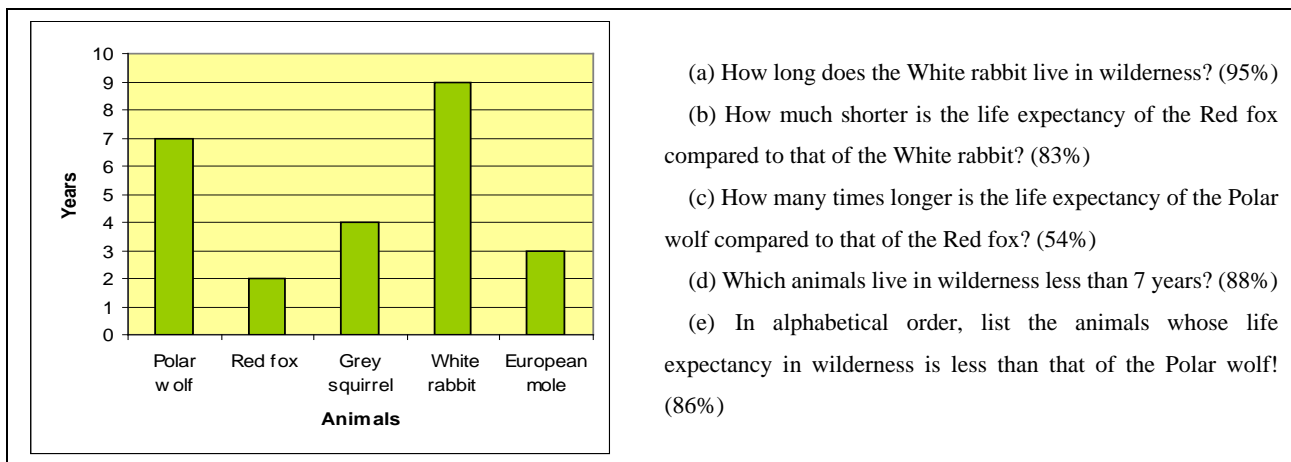 10
9
8
7
6
5
4
3
2
1
0
Years
Polar
w olf
Red fox
Grey
squirrel
White
rabbit
European
mole
Animals
(a) How long does the White rabbit live in wilderness? (95%)
(b) How much shorter is the life expectancy of the Red fox
compared to that of the White rabbit? (83%)
(c) How many times longer is the life expectancy of the Polar
wolf compared to that of the Red fox? (54%)
(d) Which animals live in wilderness less than 7 years? (88%)
(e) In alphabetical order, list the animals whose life
expectancy in wilderness is less than that of the Polar wolf!
(86%)